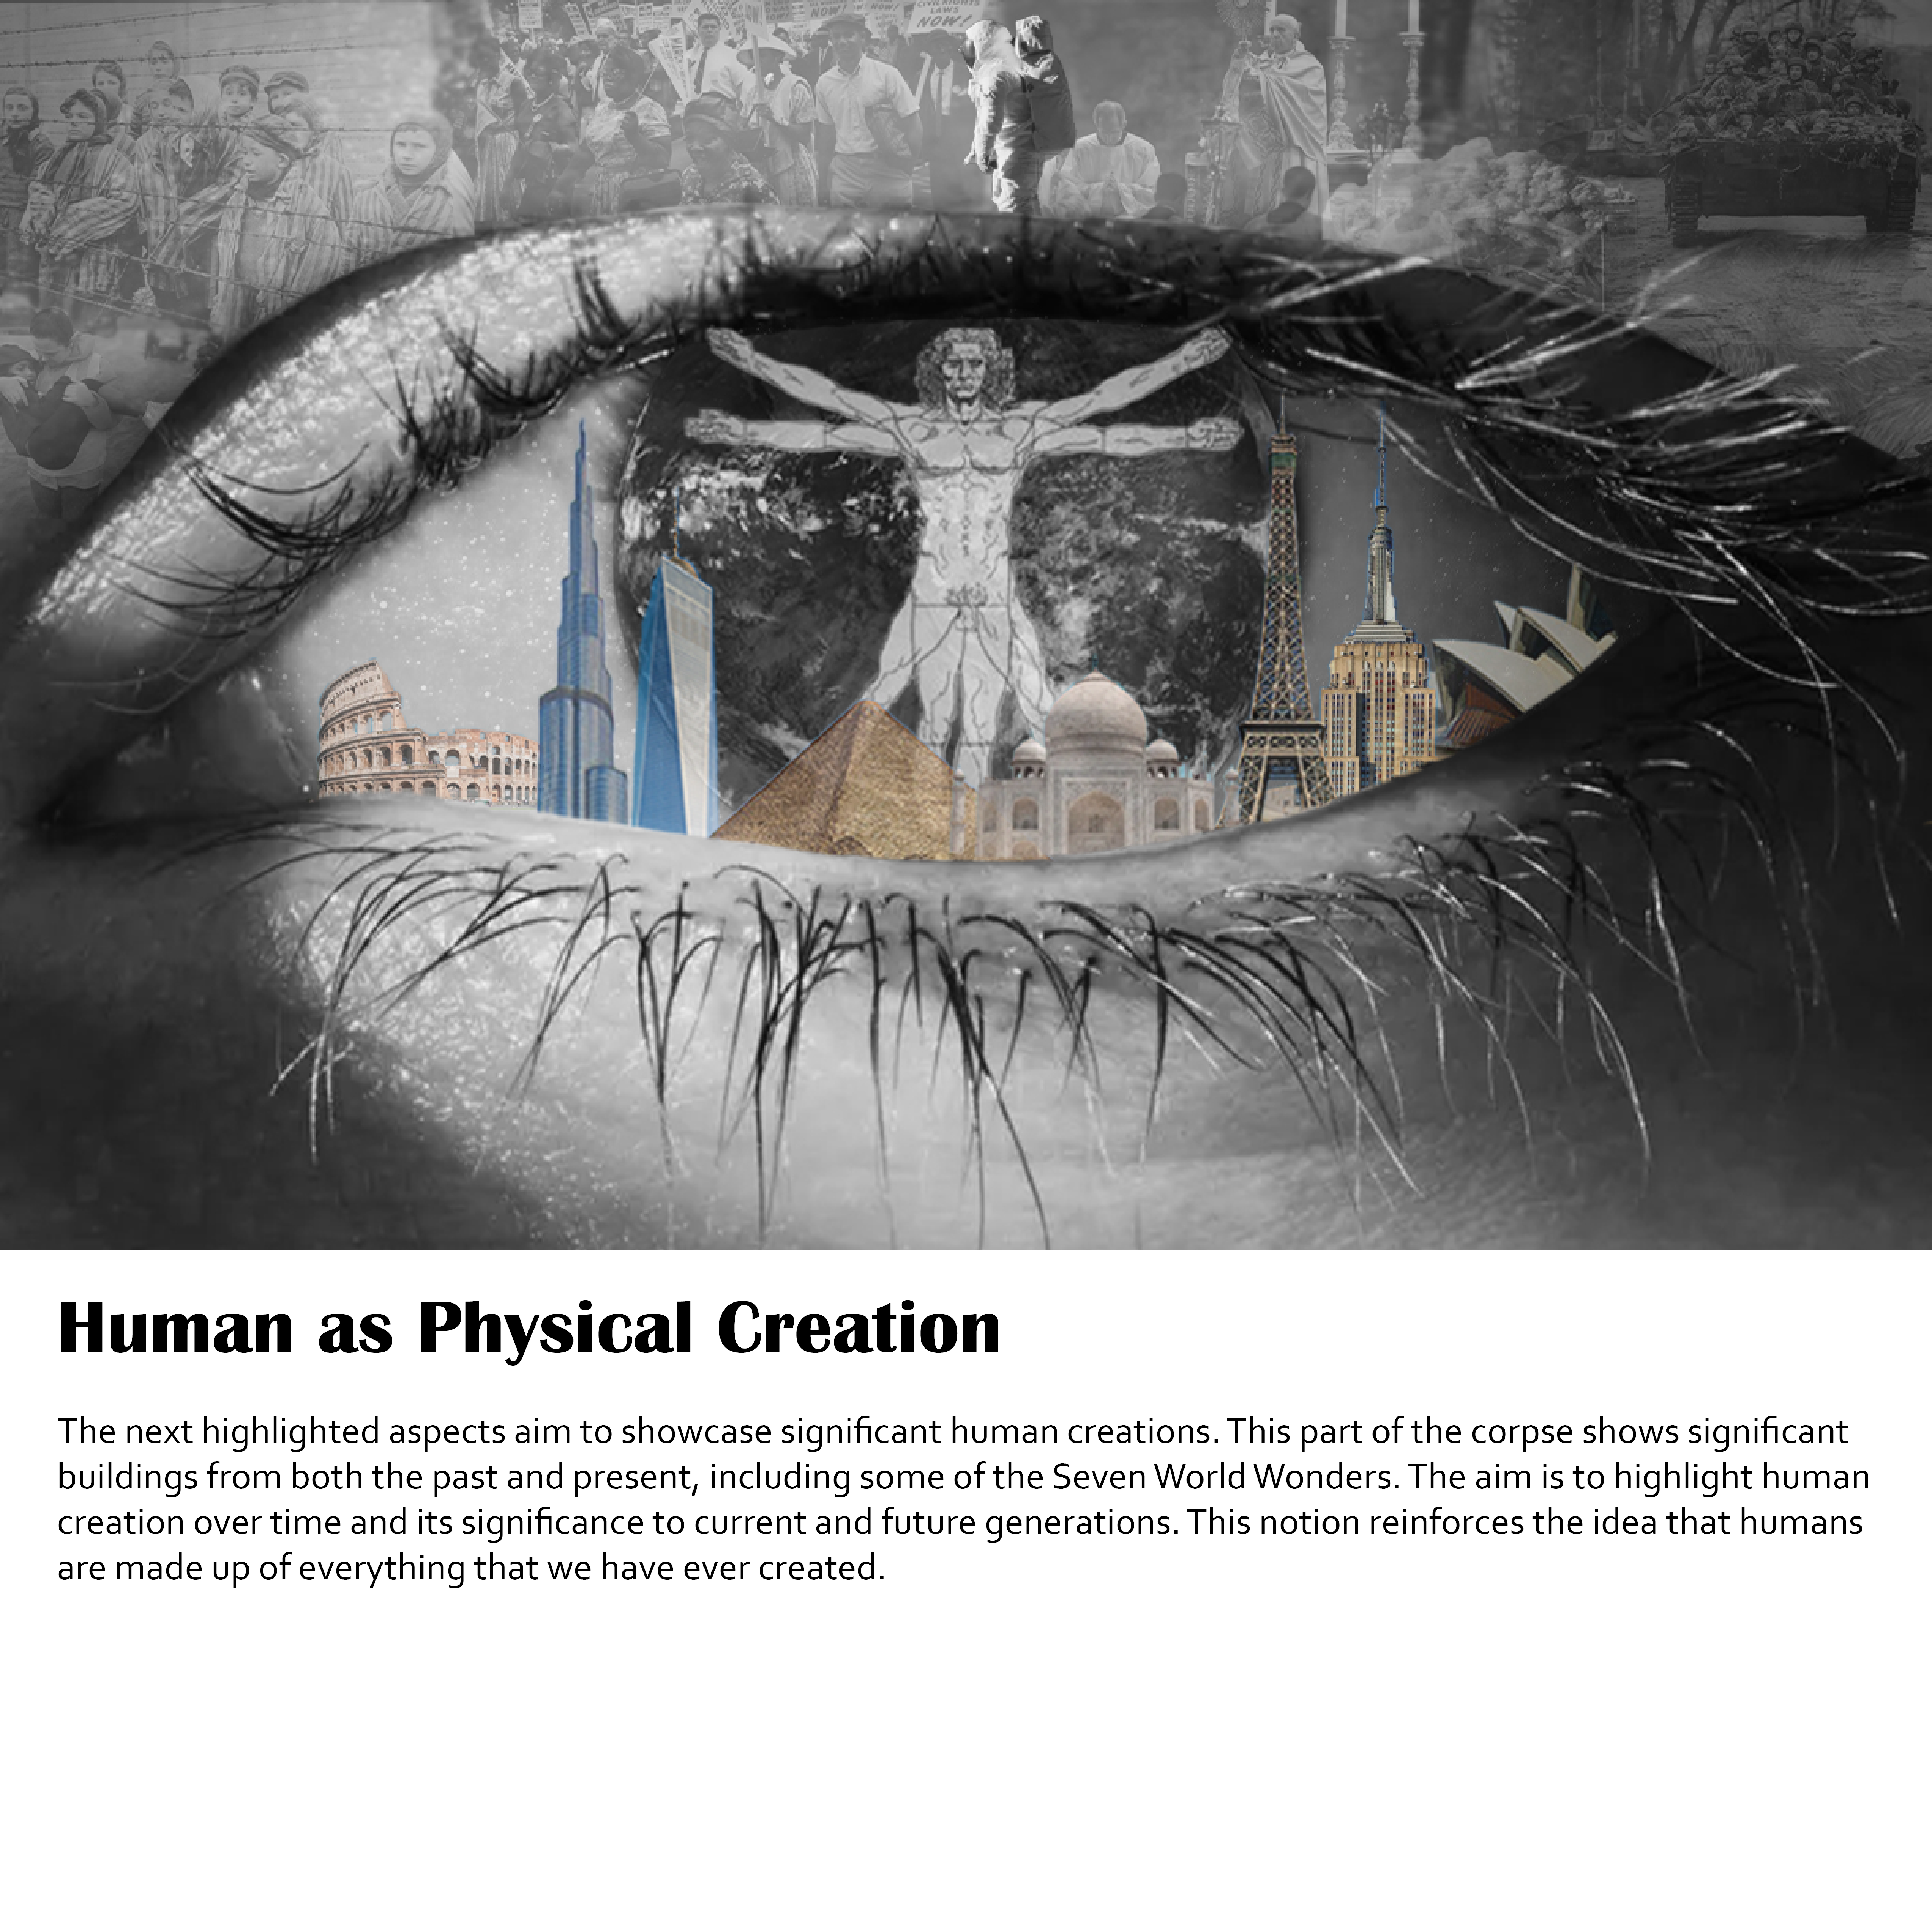 NOW!
NOW!
CIVIL RIGHTS
LAWS
NOW!
Human as Physical Creation
The next highlighted aspects aim to showcase significant human creations. This part of the corpse shows significant
buildings from both the past and present, including some of the Seven World Wonders. The aim is to highlight human
creation over time and its significance to current and future generations. This notion reinforces the idea that humans
are made up of everything that we have ever created.